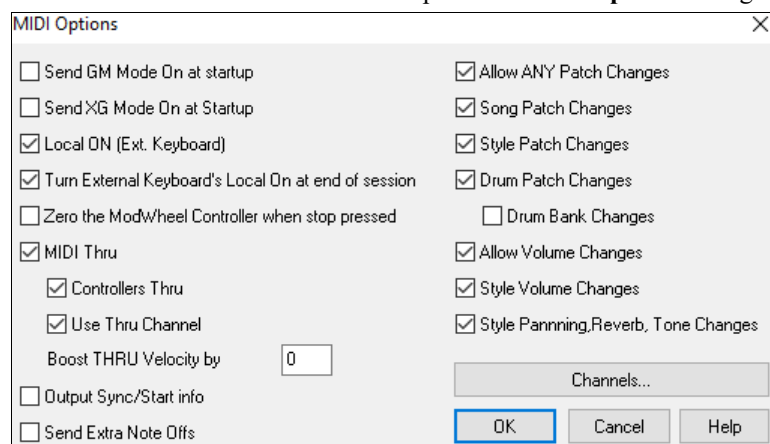 MIDI Options
Send GM Mode On at startup
Send XG Mode On at Startup
Local ON (Ext. Keyboard)
Turn External Keyboard's Local On at end of session
Zero the ModWheel Controller when stop pressed
MIDI Thru
Controllers Thru
Use Thru Channel
Boost THRU Velocity by 0
Output Sync/Start info
Send Extra Note Offs
Allow ANY Patch Changes
Song Patch Changes
Style Patch Changes
Drum Patch Changes
Drum Bank Changes
Allow Volume Changes
Style Volume Changes
Style Pannning,Reverb, Tone Changes
Channels...
OK Cancel Help